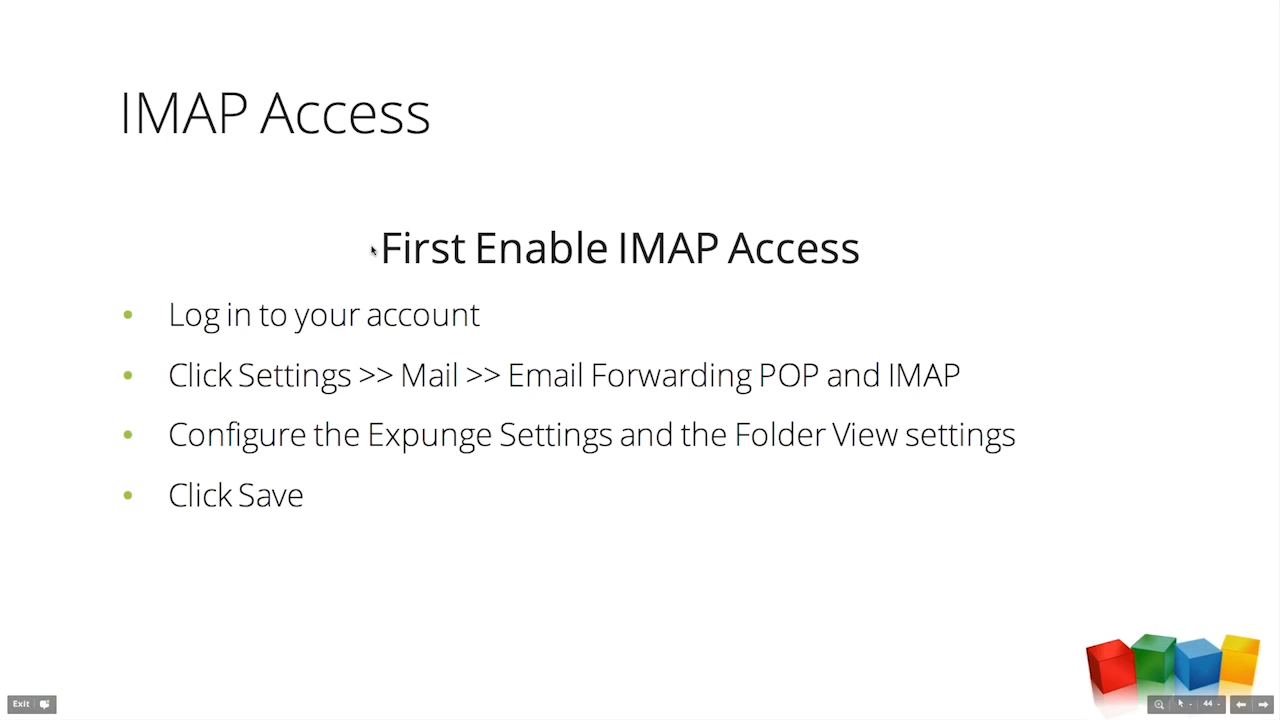 IMAP Access
First Enable IMAP Access
• Log in to your account
• Click Settings >> Mail >> Email Forwarding POP and IMAP
• Configure the Expunge Settings and the Folder View settings
• Click Save
Exit
44